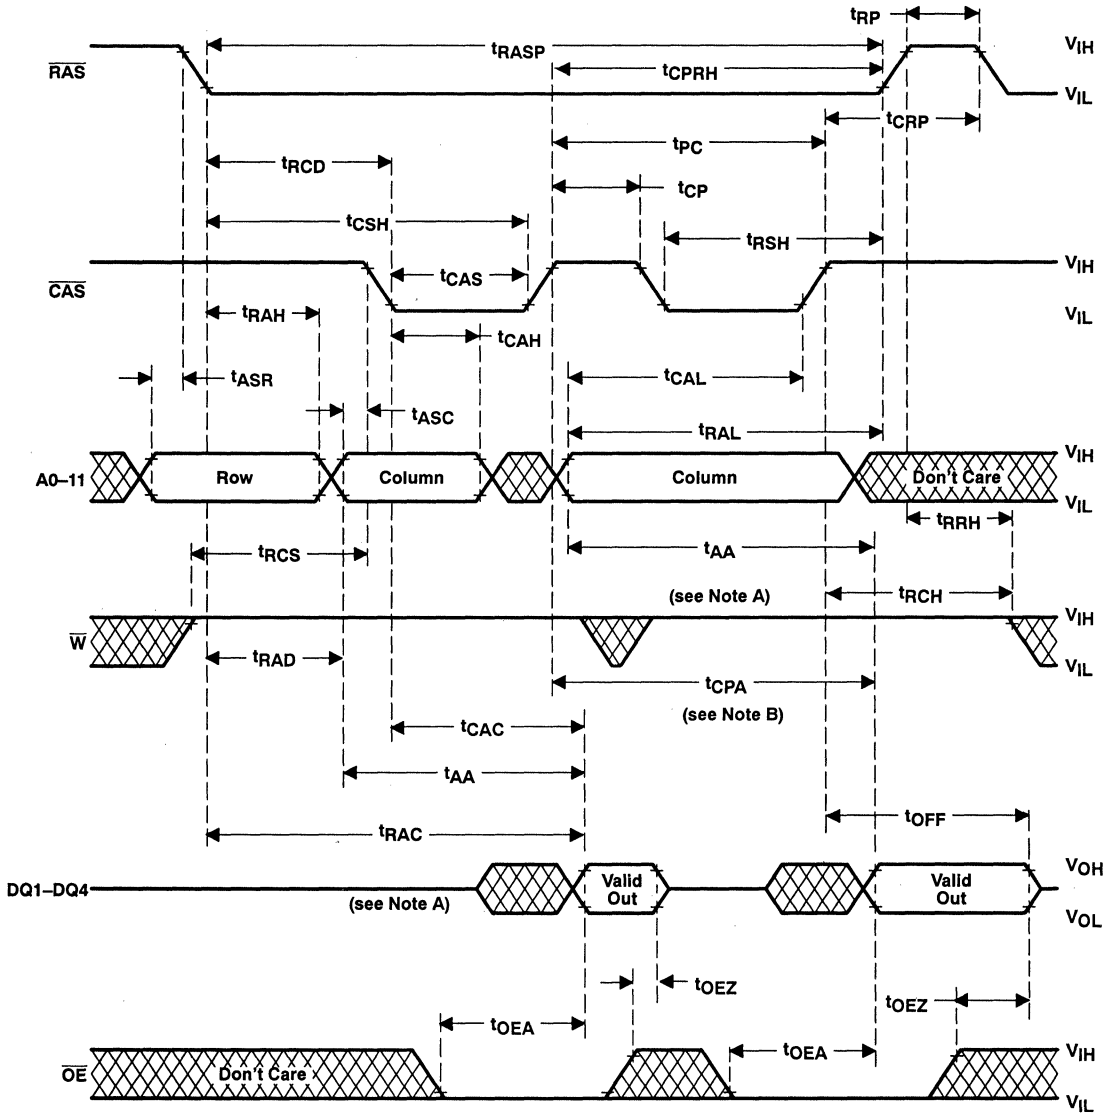 tRP
tRASP
VIH
RAS
tCPRH
VIL
tCRP
tPC
tRCD
tCP
tCSH
tRSH
VIH
tCAS
CAS
tRAH
VIL
tCAH
tASR
tCAL
tASC
tRAL
VIH
A0–11
Row
Column
Column
Don't Care
VIL
tRRH
tRCS
tAA
(see Note A)
tRCH
VIH
W
tRAD
VIL
tCPA
(see Note B)
tCAC
tAA
tOFF
tRAC
VOH
DQ1–DQ4
Valid
Out
Valid
Out
(see Note A)
VOL
tOEZ
tOEZ
tOEA
tOEA
VIH
OE
Don't Care
VIL